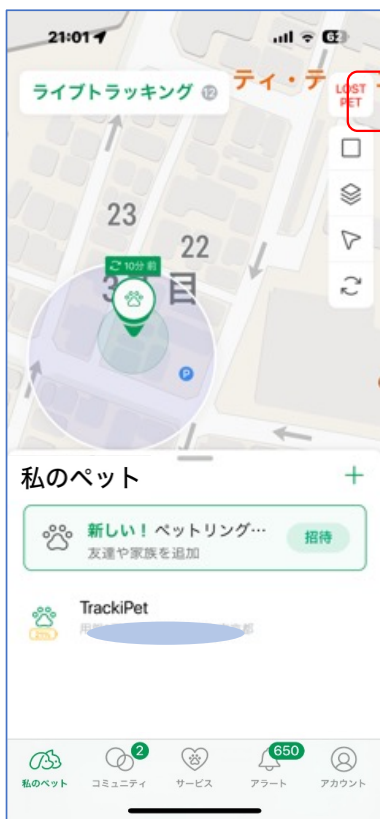 21:01
62
ライブトラッキング 12
ティ・テ
LOST
PET
23
22
10分前
3
目
P
私のペット
新しい！ペットリング…
友達や家族を追加
招待
TrackiPet
都
2
650
私のペット
コミュニティ
サービス
アラート
アカウント